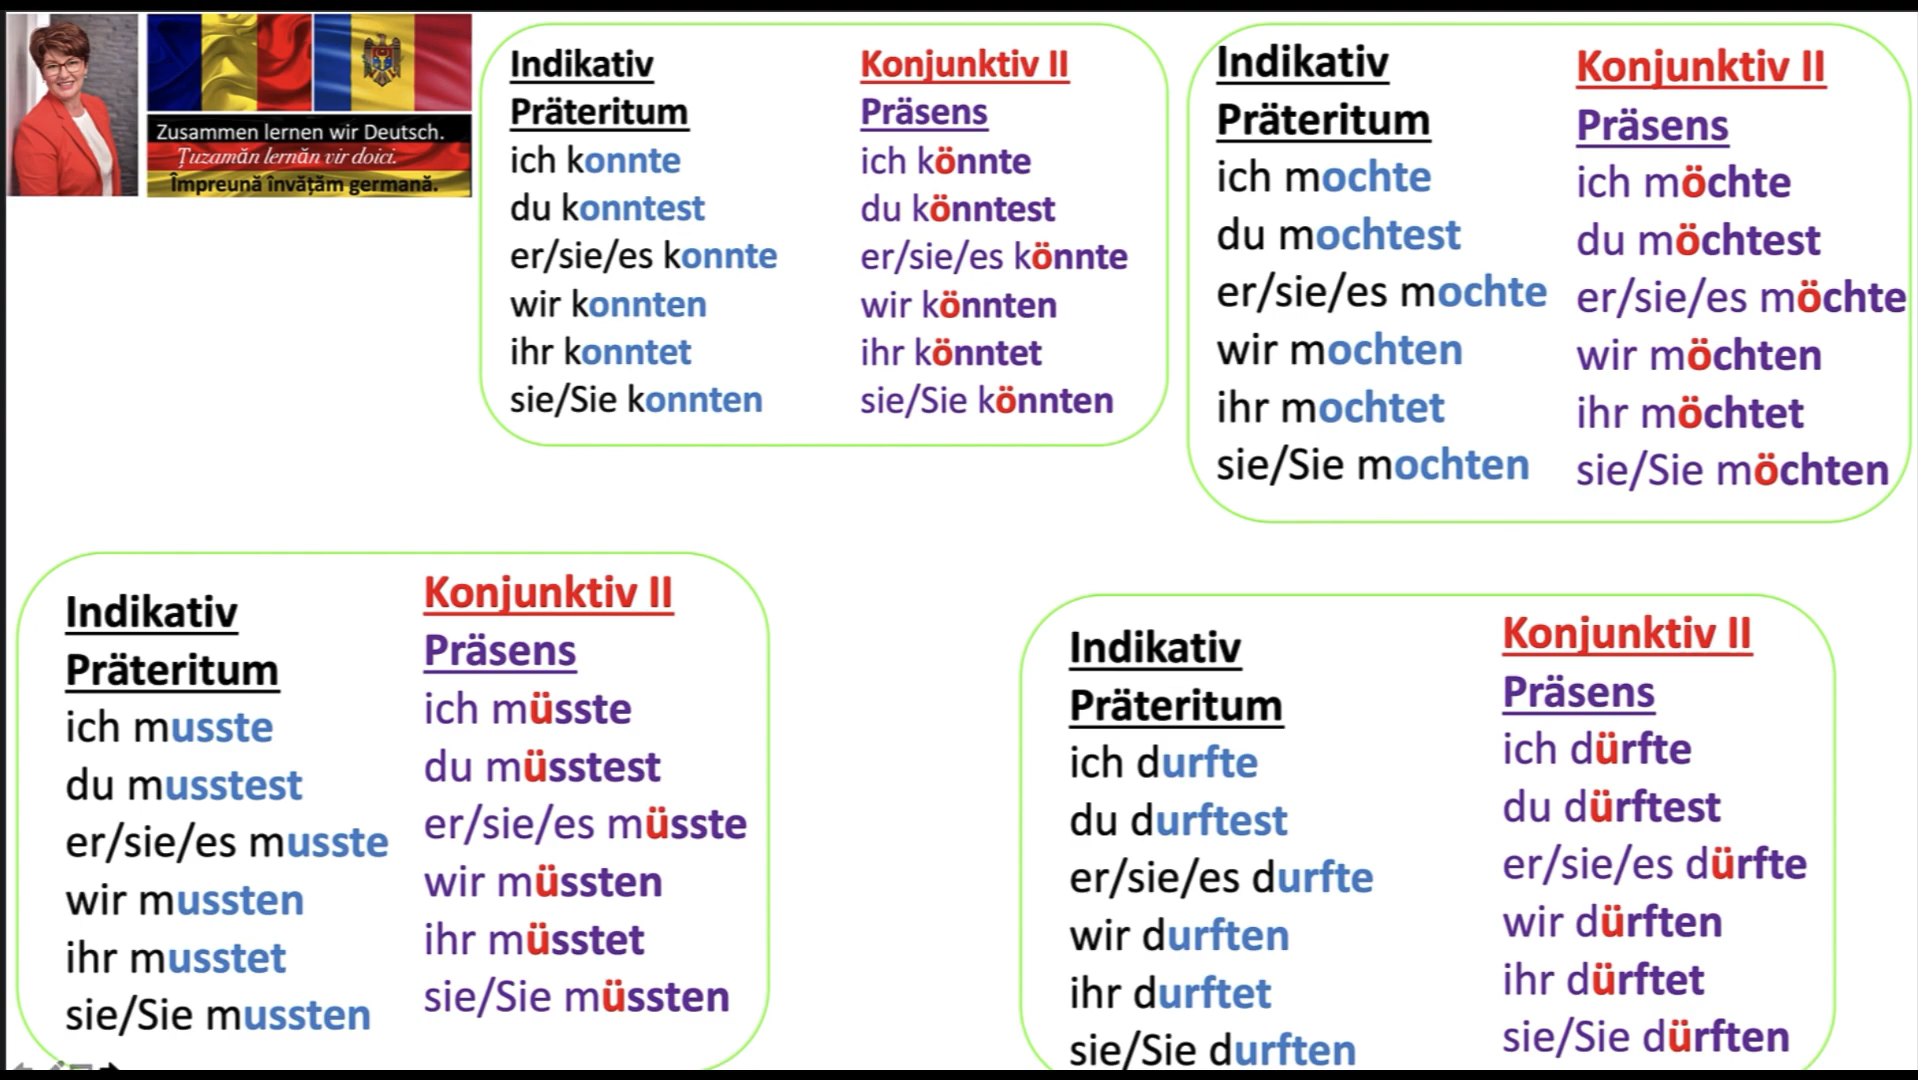 Zusammen lernen wir Deutsch.
Țuzamăn lernăn vir doici.
Împreună învățăm germană.
Indikativ
Präteritum
ich konnte
du konntest
er/sie/es konnte
wir konnten
ihr konntet
sie/Sie konnten
Konjunktiv II
Präsens
ich könnte
du könntest
er/sie/es könnte
wir könnten
ihr könntet
sie/Sie könnten
Indikativ
Präteritum
ich mochte
du mochtest
er/sie/es mochte
wir mochten
ihr mochtet
sie/Sie mochten
Konjunktiv II
Präsens
ich möchte
du möchtest
er/sie/es möchte
wir möchten
ihr möchtet
sie/Sie möchten
Indikativ
Präteritum
ich musste
du musstest
er/sie/es musste
wir mussten
ihr musstet
sie/Sie mussten
Konjunktiv II
Präsens
ich müsste
du müsstest
er/sie/es müsste
wir müssten
ihr müsstet
sie/Sie müssten
Indikativ
Präteritum
ich durfte
du durftest
er/sie/es durfte
wir durften
ihr durftet
sie/Sie durften
Konjunktiv II
Präsens
ich dürfte
du dürftest
er/sie/es dürfte
wir dürften
ihr dürftet
sie/Sie dürften